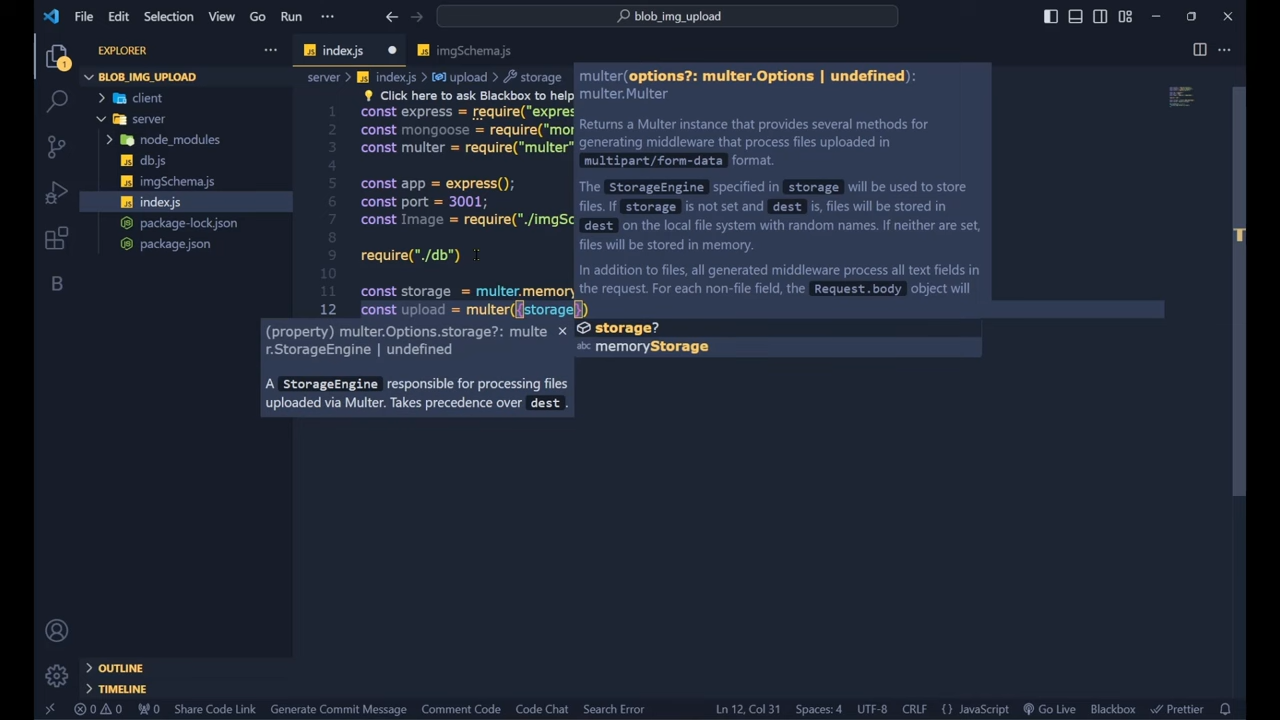 File Edit Selection View Go Run ··· blob_img_upload
EXPLORER ···
BLOB_IMG_UPLOAD
client
server
node_modules
db.js
imgSchema.js
index.js
package-lock.json
package.json
B
1
OUTLINE
TIMELINE
index.js imgSchema.js ···
server > index.js > upload > storage
Click here to ask Blackbox to help
1 const express = require("expres
2 const mongoose = require("mon
3 const multer = require("multer"
4
5 const app = express();
6 const port = 3001;
7 const Image = require("./imgSc
8
9 require("./db")
10
11 const storage = multer.memory
12 const upload = multer({storage})
multer(options?: multer.Options | undefined):
multer.Multer
Returns a Multer instance that provides several methods for
generating middleware that process files uploaded in
multipart/form-data format.
The StorageEngine specified in storage will be used to store
files. If storage is not set and dest is, files will be stored in
dest on the local file system with random names. If neither are set,
files will be stored in memory.
In addition to files, all generated middleware process all text fields in
the request. For each non-file field, the Request.body object will
storage?
abc memoryStorage
(property) multer.Options.storage?: multe
r.StorageEngine | undefined
A StorageEngine responsible for processing files
uploaded via Multer. Takes precedence over dest.
0 0 0 Share Code Link Generate Commit Message Comment Code Code Chat Search Error Ln 12, Col 31 Spaces: 4 UTF-8 CRLF {} JavaScript Go Live Blackbox Prettier